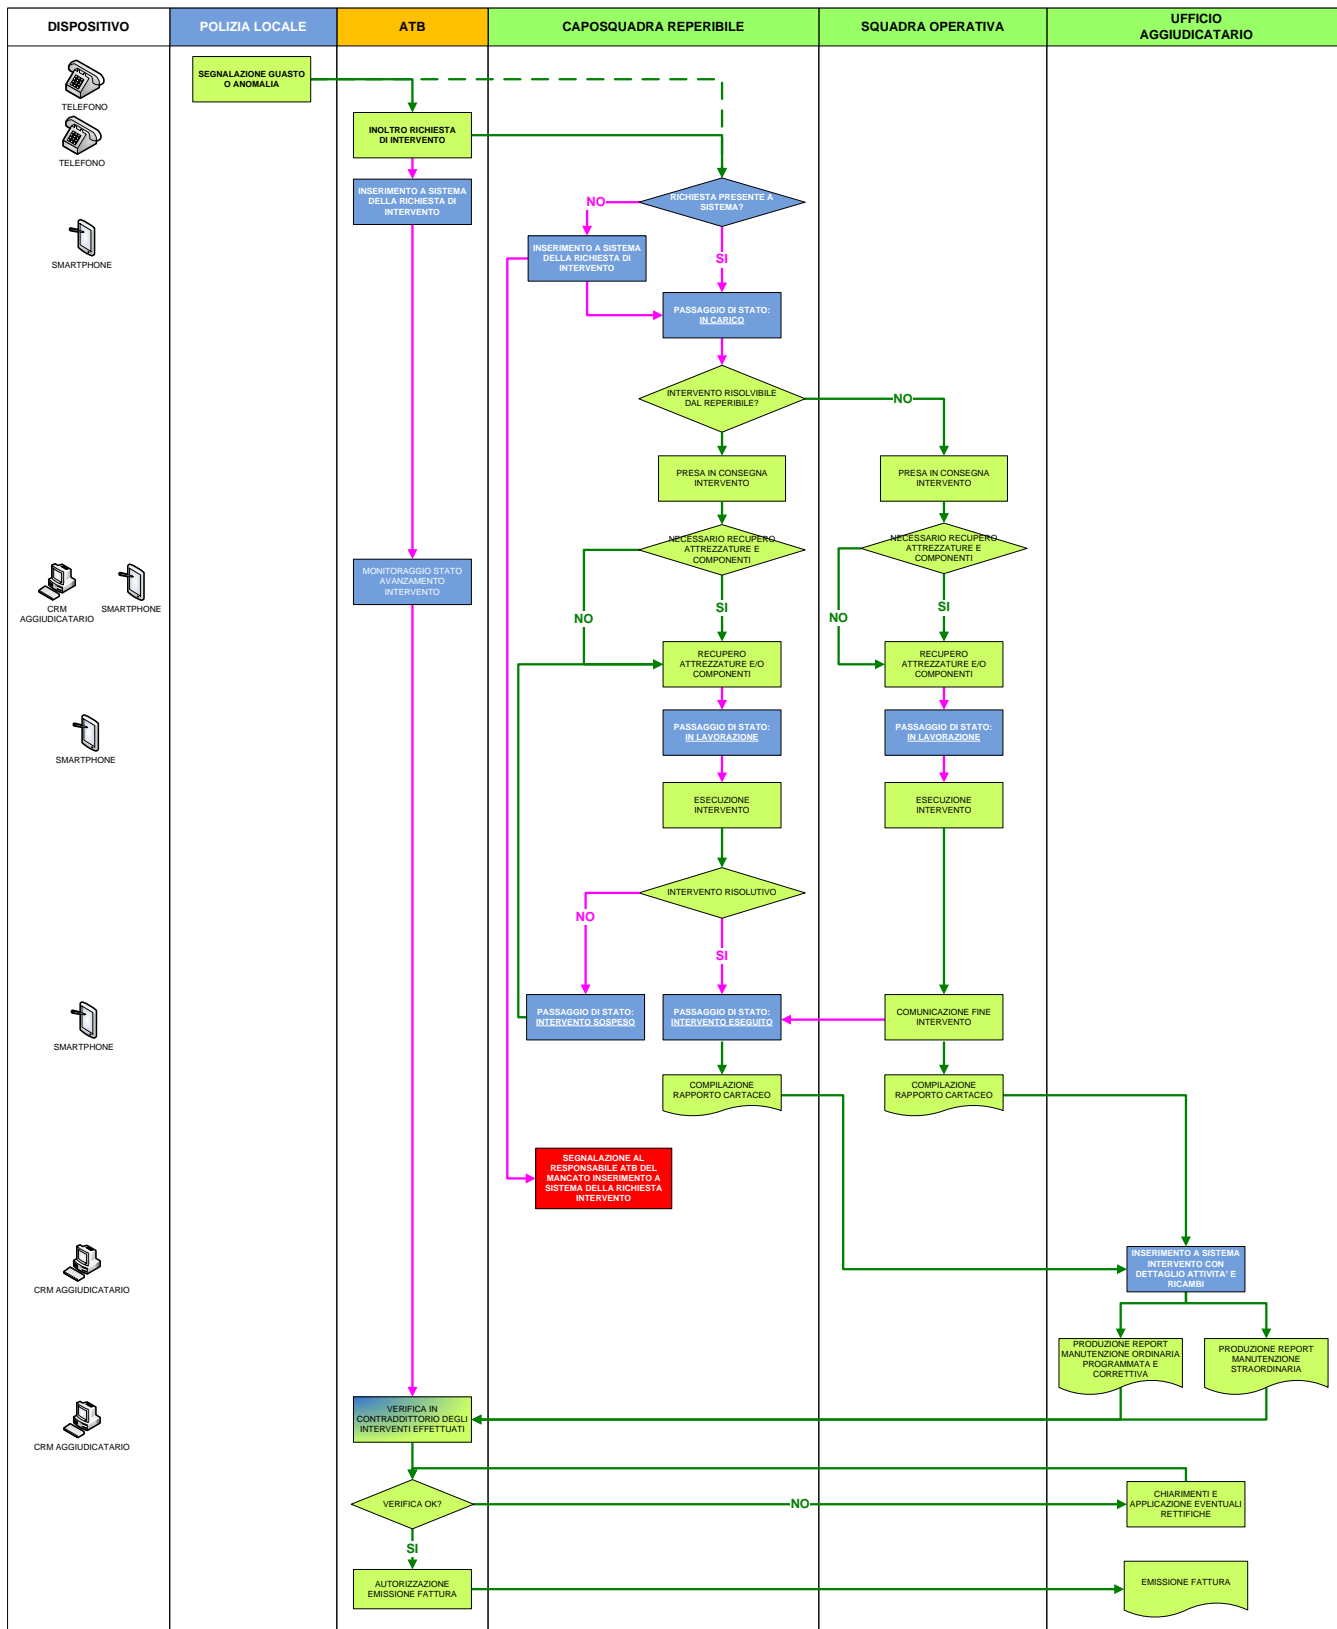 DISPOSITIVO
POLIZIA LOCALE
ATB
CAPOSQUADRA REPERIBILE
SQUADRA OPERATIVA
UFFICIO
AGGIUDICATARIO
TELEFONO
SEGNALAZIONE GUASTO
O ANOMALIA
TELEFONO
INOLTRO RICHIESTA
DI INTERVENTO
INSERIMENTO A SISTEMA
DELLA RICHIESTA DI
INTERVENTO
RICHIESTA PRESENTE A
SISTEMA?
NO
SI
SMARTPHONE
INSERIMENTO A SISTEMA
DELLA RICHIESTA DI
INTERVENTO
PASSAGGIO DI STATO:
IN CARICO
INTERVENTO RISOLVIBILE
DAL REPERIBILE?
NO
PRESA IN CONSEGNA
INTERVENTO
PRESA IN CONSEGNA
INTERVENTO
NECESSARIO RECUPERO
ATTREZZATURE E
COMPONENTI
NECESSARIO RECUPERO
ATTREZZATURE E
COMPONENTI
CRM
AGGIUDICATARIO
SMARTPHONE
MONITORAGGIO STATO
AVANZAMENTO
INTERVENTO
NO
SI
NO
SI
RECUPERO
ATTREZZATURE E/O
COMPONENTI
RECUPERO
ATTREZZATURE E/O
COMPONENTI
SMARTPHONE
PASSAGGIO DI STATO:
IN LAVORAZIONE
PASSAGGIO DI STATO:
IN LAVORAZIONE
ESECUZIONE
INTERVENTO
ESECUZIONE
INTERVENTO
INTERVENTO RISOLUTIVO
NO
SI
SMARTPHONE
PASSAGGIO DI STATO:
INTERVENTO SOSPESO
PASSAGGIO DI STATO:
INTERVENTO ESEGUITO
COMUNICAZIONE FINE
INTERVENTO
COMPILAZIONE
RAPPORTO CARTACEO
COMPILAZIONE
RAPPORTO CARTACEO
SEGNALAZIONE AL
RESPONSABILE ATB DEL
MANCATO INSERIMENTO A
SISTEMA DELLA RICHIESTA
INTERVENTO
CRM AGGIUDICATARIO
INSERIMENTO A SISTEMA
INTERVENTO CON
DETTAGLIO ATTIVITA' E
RICAMBI
PRODUZIONE REPORT
MANUTENZIONE ORDINARIA
PROGRAMMATA E
CORRETTIVA
PRODUZIONE REPORT
MANUTENZIONE
STRAORDINARIA
CRM AGGIUDICATARIO
VERIFICA IN
CONTRADDITTORIO DEGLI
INTERVENTI EFFETTUATI
VERIFICA OK?
NO
CHIARIMENTI E
APPLICAZIONE EVENTUALI
RETTIFICHE
SI
AUTORIZZAZIONE
EMISSIONE FATTURA
EMISSIONE FATTURA